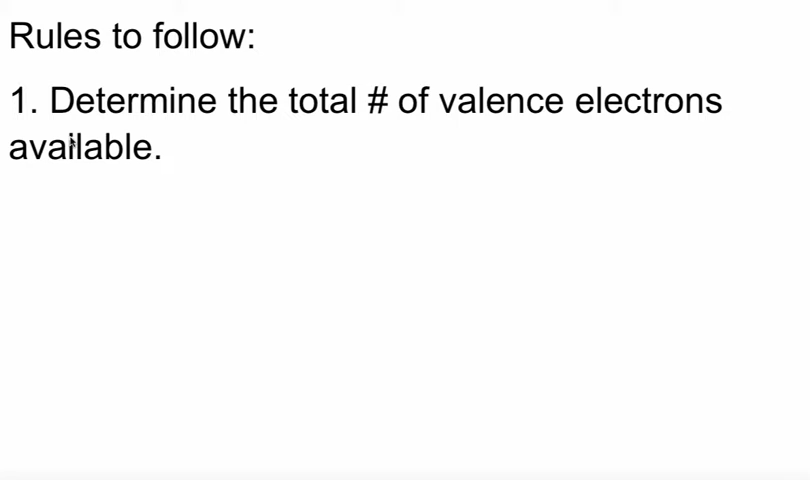 Rules to follow:
1. Determine the total # of valence electrons
available.